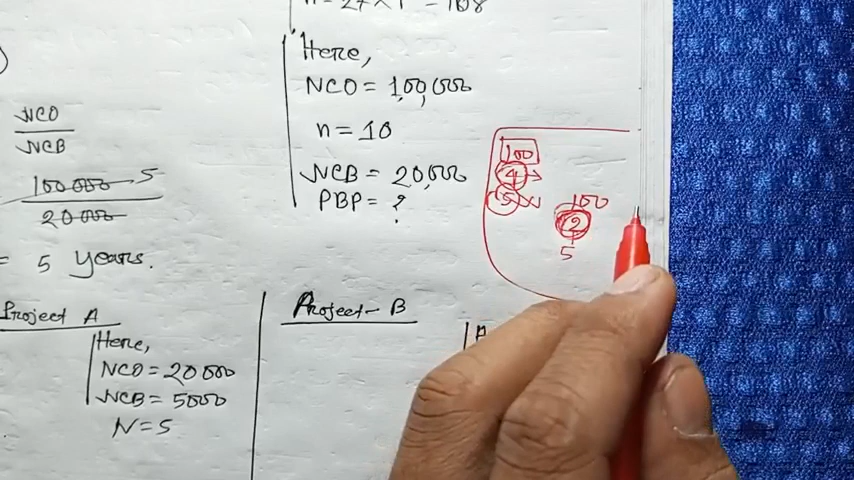 Here,
NCO = 1,00,000
n = 10
NCB = 20,000
PBP = ?
NCO
NCB
100000 5
20000
= 5 years.
100
4
5
100
2
5
Project A
Here,
NCO = 20000
NCB = 5000
N = 5
Project - B